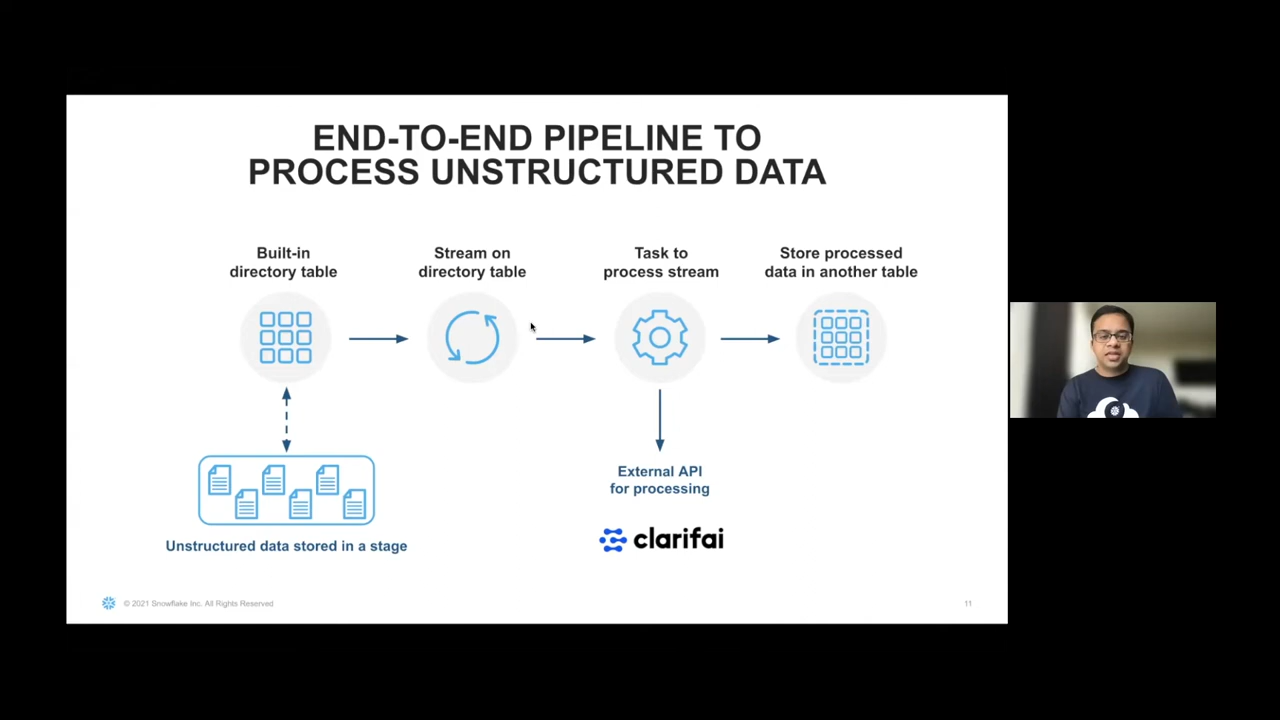 END-TO-END PIPELINE TO
PROCESS UNSTRUCTURED DATA
Built-in
directory table
Stream on
directory table
Task to
process stream
Store processed
data in another table
External API
for processing
clarifai
Unstructured data stored in a stage
© 2021 Snowflake Inc. All Rights Reserved
11